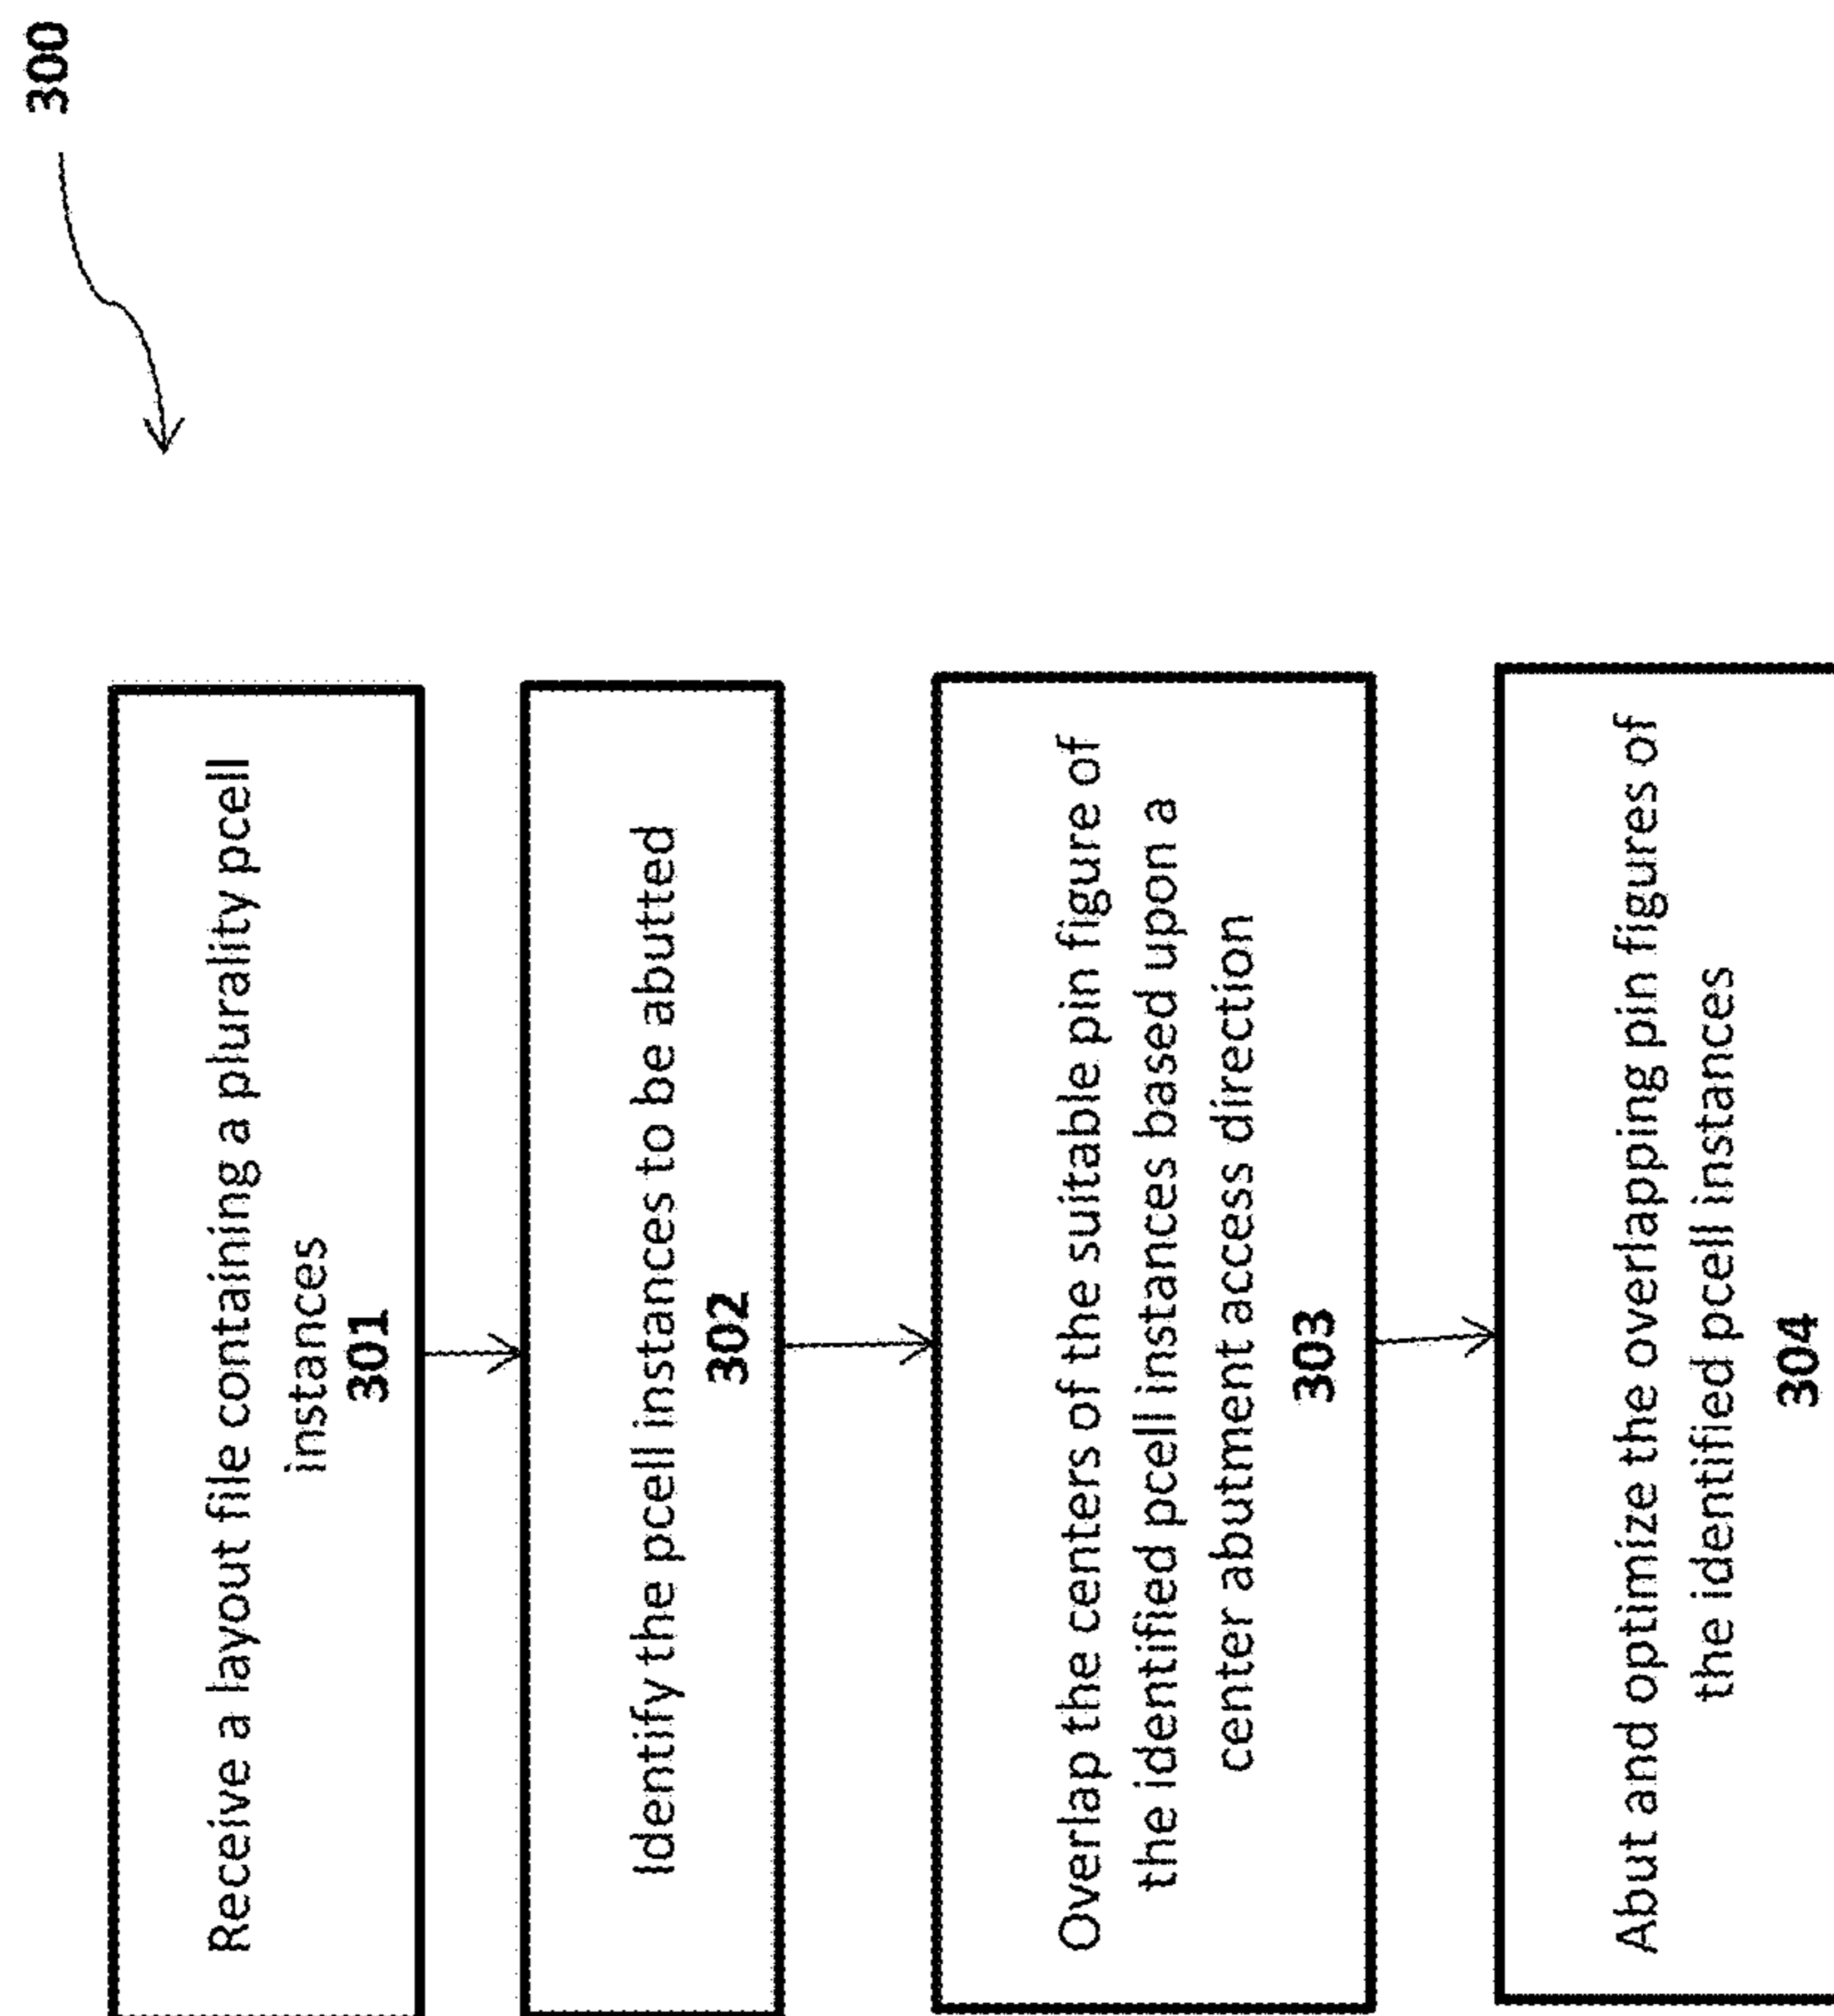 300
Receive a layout file containing a plurality pcell
instances
301
Identify the pcell instances to be abutted
302
Overlap the centers of the suitable pin figure of
the identified pcell instances based upon a
center abutment access direction
303
Abut and optimize the overlapping pin figures of
the identified pcell instances
304